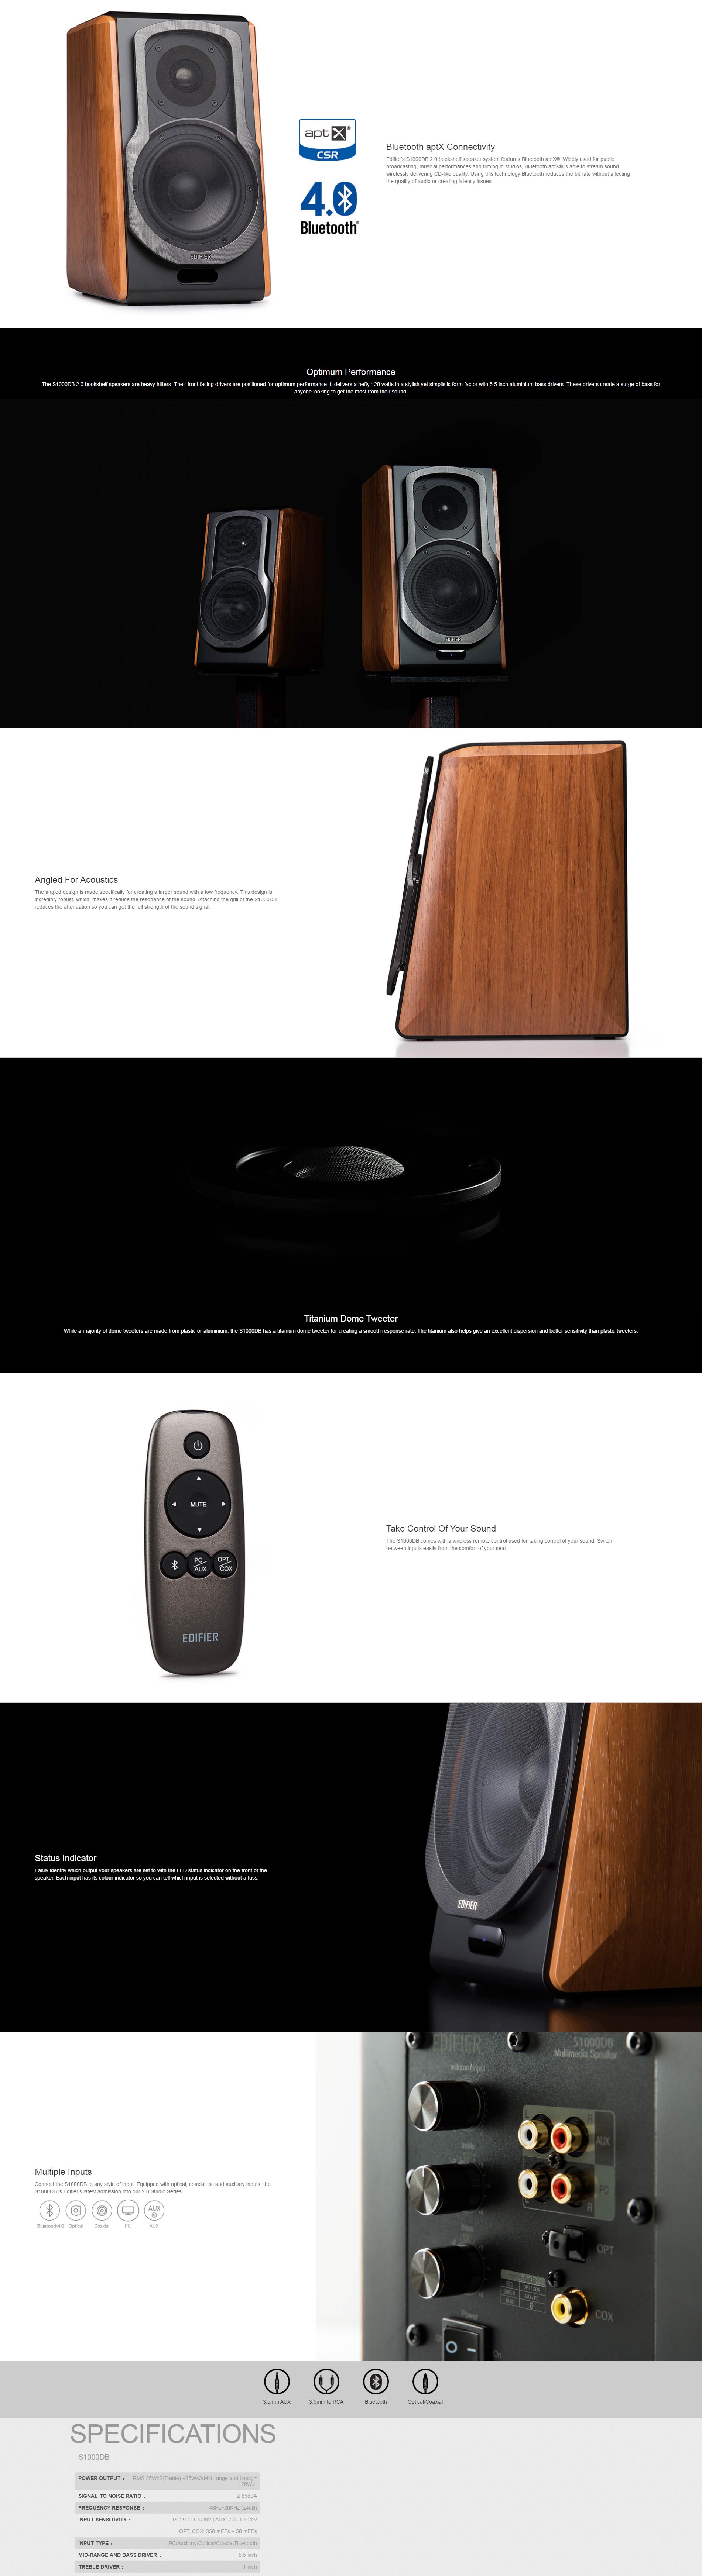 aptX®
CSR
4.0
Bluetooth®
Bluetooth aptX Connectivity
Edifier's S1000DB 2.0 bookshelf speaker system features Bluetooth aptX®. Widely used for public
broadcasting, musical performances and filming in studios, Bluetooth aptX® is able to stream sound
wirelessly delivering CD-like quality. Using this technology Bluetooth reduces the bit rate without affecting
the quality of audio or creating latency issues.
EDIFIER
Optimum Performance
The S1000DB 2.0 bookshelf speakers are heavy hitters. Their front facing drivers are positioned for optimum performance. It delivers a hefty 120 watts in a stylish yet simplistic form factor with 5.5 inch aluminium bass drivers. These drivers create a surge of bass for
anyone looking to get the most from their sound.
EDIFIER
Angled For Acoustics
The angled design is made specifically for creating a larger sound with a low frequency. This design is
incredibly robust, which, makes it reduce the resonance of the sound. Attaching the grill of the S1000DB
reduces the attenuation so you can get the full strength of the sound signal.
Titanium Dome Tweeter
While a majority of dome tweeters are made from plastic or aluminium, the S1000DB has a titanium dome tweeter for creating a smooth response rate. The titanium also helps give an excellent dispersion and better sensitivity than plastic tweeters.
MUTE
PC
AUX
OPT
COX
EDIFIER
Take Control Of Your Sound
The S1000DB comes with a wireless remote control used for taking control of your sound. Switch
between inputs easily from the comfort of your seat.
Status Indicator
Easily identify which output your speakers are set to with the LED status indicator on the front of the
speaker. Each input has its colour indicator so you can tell which input is selected without a fuss.
EDIFIER
EDIFIER
S1000DB
Multimedia Speaker
L
R
AUX
PC
OPT
COX
Power
On
Multiple Inputs
Connect the S1000DB to any style of input. Equipped with optical, coaxial, pc and auxiliary inputs, the
S1000DB is Edifier's latest admission into our 2.0 Studio Series.
AUX
Bluetooth4.0 Optical Coaxial PC AUX
3.5mm AUX 3.5mm to RCA Bluetooth Optical/Coaxial
SPECIFICATIONS
S1000DB
POWER OUTPUT :
SIGNAL TO NOISE RATIO :
FREQUENCY RESPONSE :
INPUT SENSITIVITY : PC: 900 ± 50mV | AUX: 700 ± 50mV
OPT, COX: 350 mFFs ± 50 mFFs
INPUT TYPE : PC/Auxiliary/Optical/Coaxial/Bluetooth
MID-RANGE AND BASS DRIVER : 5.5 inch
TREBLE DRIVER : 1 inch